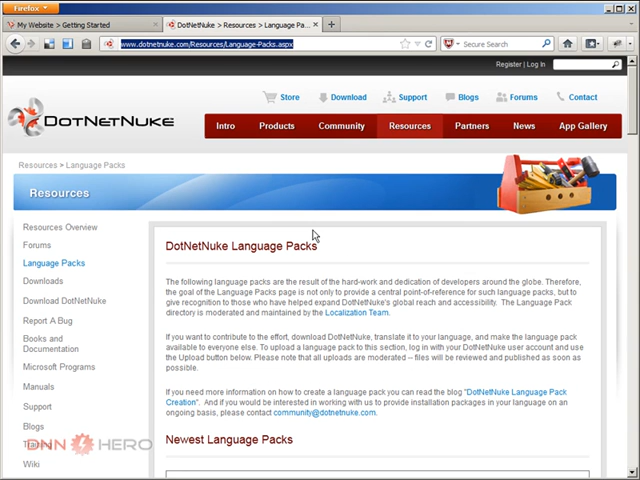 Firefox
My Website > Getting Started
DotNetNuke > Resources > Language Pa...
www.dotnetnuke.com/Resources/Language-Packs.aspx
Secure Search
Register | Log In
Store
Download
Support
Blogs
Forums
Contact
DOTNETNUKE
Intro
Products
Community
Resources
Partners
News
App Gallery
Resources > Language Packs
Resources
Resources Overview
Forums
Language Packs
Downloads
Download DotNetNuke
Report A Bug
Books and
Documentation
Microsoft Programs
Manuals
Support
Blogs
Training
Wiki
DotNetNuke Language Packs
The following language packs are the result of the hard-work and dedication of developers around the globe. Therefore,
the goal of the Language Packs page is not only to provide a central point-of-reference for such language packs, but to
give recognition to those who have helped expand DotNetNuke's global reach and accessibility. The Language Pack
directory is moderated and maintained by the Localization Team.
If you want to contribute to the effort, download DotNetNuke, translate it to your language, and make the language pack
available to everyone else. To upload a language pack to this section, log in with your DotNetNuke user account and use
the Upload button below. Please note that all uploads are moderated -- files will be reviewed and published as soon as
possible.
If you need more information on how to create a language pack you can read the blog "DotNetNuke Language Pack
Creation". And if you would be interested in working with us to provide installation packages in your language on an
ongoing basis, please contact community@dotnetnuke.com.
Newest Language Packs
DNN HERO